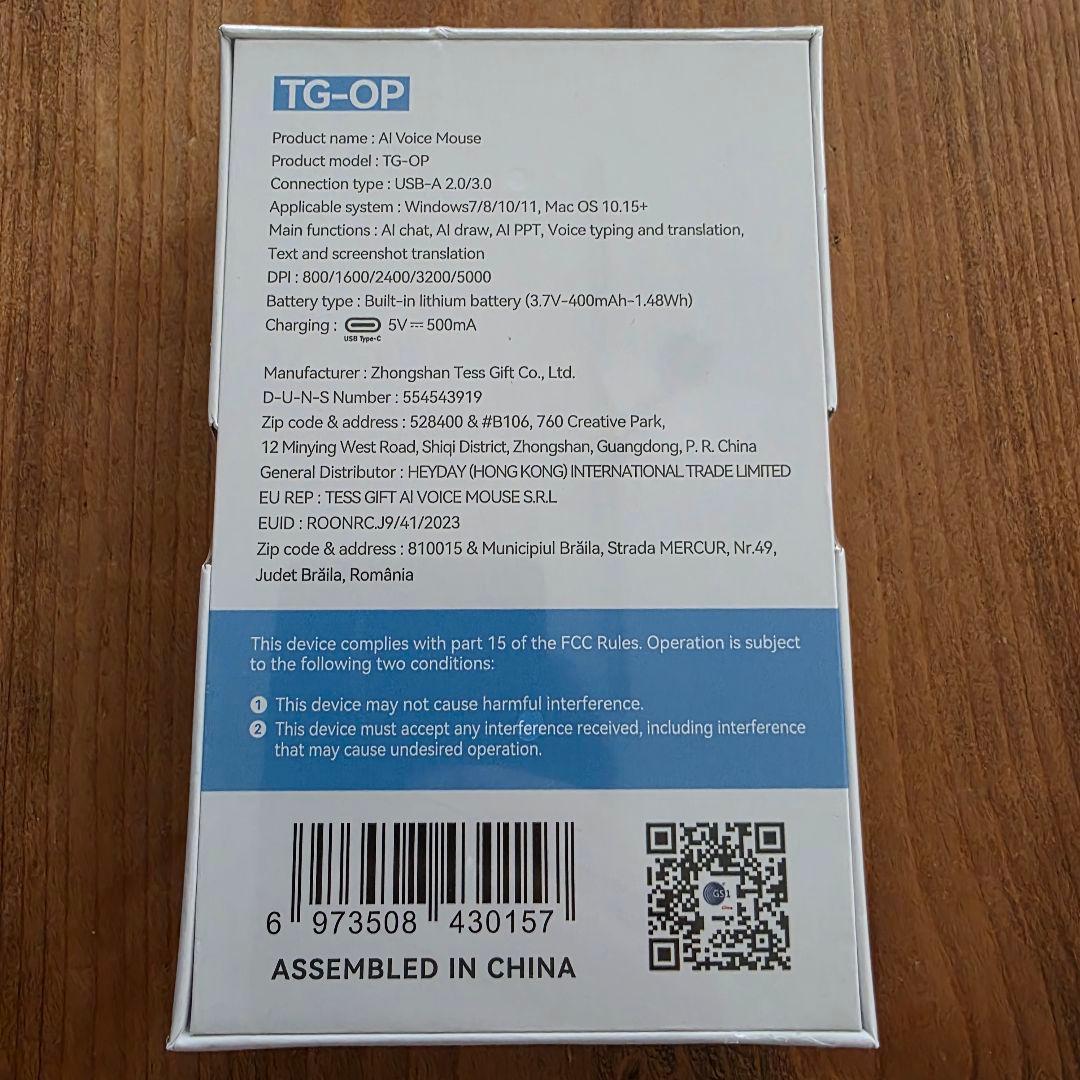 TG-OP
Product name : AI Voice Mouse
Product model : TG-OP
Connection type : USB-A 2.0/3.0
Applicable system : Windows7/8/10/11, Mac OS 10.15+
Main functions : AI chat, AI draw, AI PPT, Voice typing and translation,
Text and screenshot translation
DPI : 800/1600/2400/3200/5000
Battery type : Built-in lithium battery (3.7V-400mAh-1.48Wh)
Charging : 5V⎓500mA
USB Type-C
Manufacturer : Zhongshan Tess Gift Co., Ltd.
D-U-N-S Number : 554543919
Zip code & address : 528400 & #B106, 760 Creative Park,
12 Minying West Road, Shiqi District, Zhongshan, Guangdong, P. R. China
General Distributor : HEYDAY (HONG KONG) INTERNATIONAL TRADE LIMITED
EU REP : TESS GIFT AI VOICE MOUSE S.R.L
EUID : ROONRC.J9/41/2023
Zip code & address : 810015 & Municipiul Brăila, Strada MERCUR, Nr.49,
Judet Brăila, România
This device complies with part 15 of the FCC Rules. Operation is subject
to the following two conditions:
1 This device may not cause harmful interference.
2 This device must accept any interference received, including interference
that may cause undesired operation.
6 973508 430157
GS1
ASSEMBLED IN CHINA